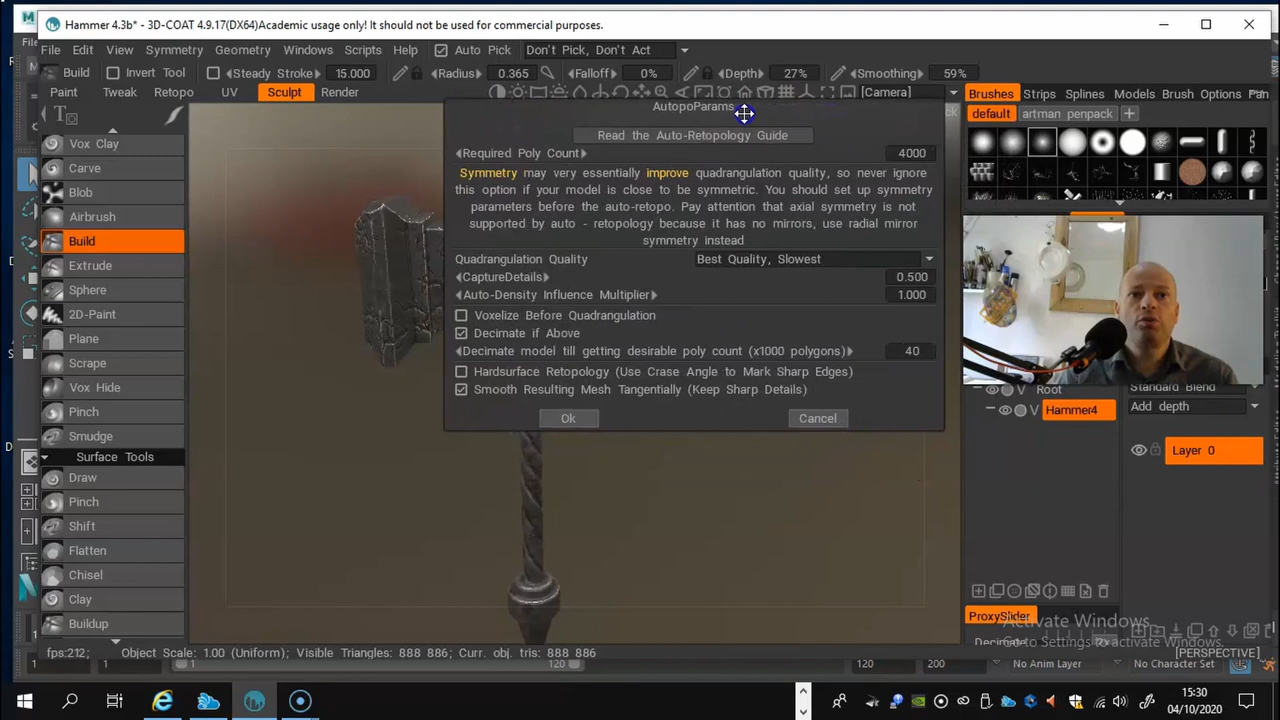 Hammer 4.3b* - 3D-COAT 4.9.17(DX64)Academic usage only! It should not be used for commercial purposes.
File Edit View Symmetry Geometry Windows Scripts Help Auto Pick Don't Pick, Don't Act
Build Invert Tool Steady Stroke 15.000 Radius 0.365 Falloff 0% Depth 27% Smoothing 59%
Paint Tweak Retopo UV Sculpt Render [Camera]
Brushes Strips Splines Models Brush Options
default artman penpack
Vox Clay
Carve
Blob
Airbrush
Build
Extrude
Sphere
2D-Paint
Plane
Scrape
Vox Hide
Pinch
Smudge
Surface Tools
Draw
Pinch
Shift
Flatten
Chisel
Clay
Buildup
AutopoParams
Read the Auto-Retopology Guide
Required Poly Count 4000
Symmetry may very essentially improve quadrangulation quality, so never ignore
this option if your model is close to be symmetric. You should set up symmetry
parameters before the auto-retopo. Pay attention that axial symmetry is not
supported by auto - retopology because it has no mirrors, use radial mirror
symmetry instead
Quadrangulation Quality Best Quality, Slowest
CaptureDetails 0.500
Auto-Density Influence Multiplier 1.000
Voxelize Before Quadrangulation
Decimate if Above
Decimate model till getting desirable poly count (x1000 polygons) 40
Hardsurface Retopology (Use Crase Angle to Mark Sharp Edges)
Smooth Resulting Mesh Tangentially (Keep Sharp Details)
Ok Cancel
V Root
V Hammer4
Standard Blend
Add depth
Layer 0
ProxySlider
Activate Windows
Go to Settings to activate Windows.
fps:212; Object Scale: 1.00 (Uniform); Visible Triangles: 888 886; Curr. obj. tris: 888 886
[PERSPECTIVE]
1 1 1 120 120 200 No Anim Layer No Character Set
15:30
04/10/2020